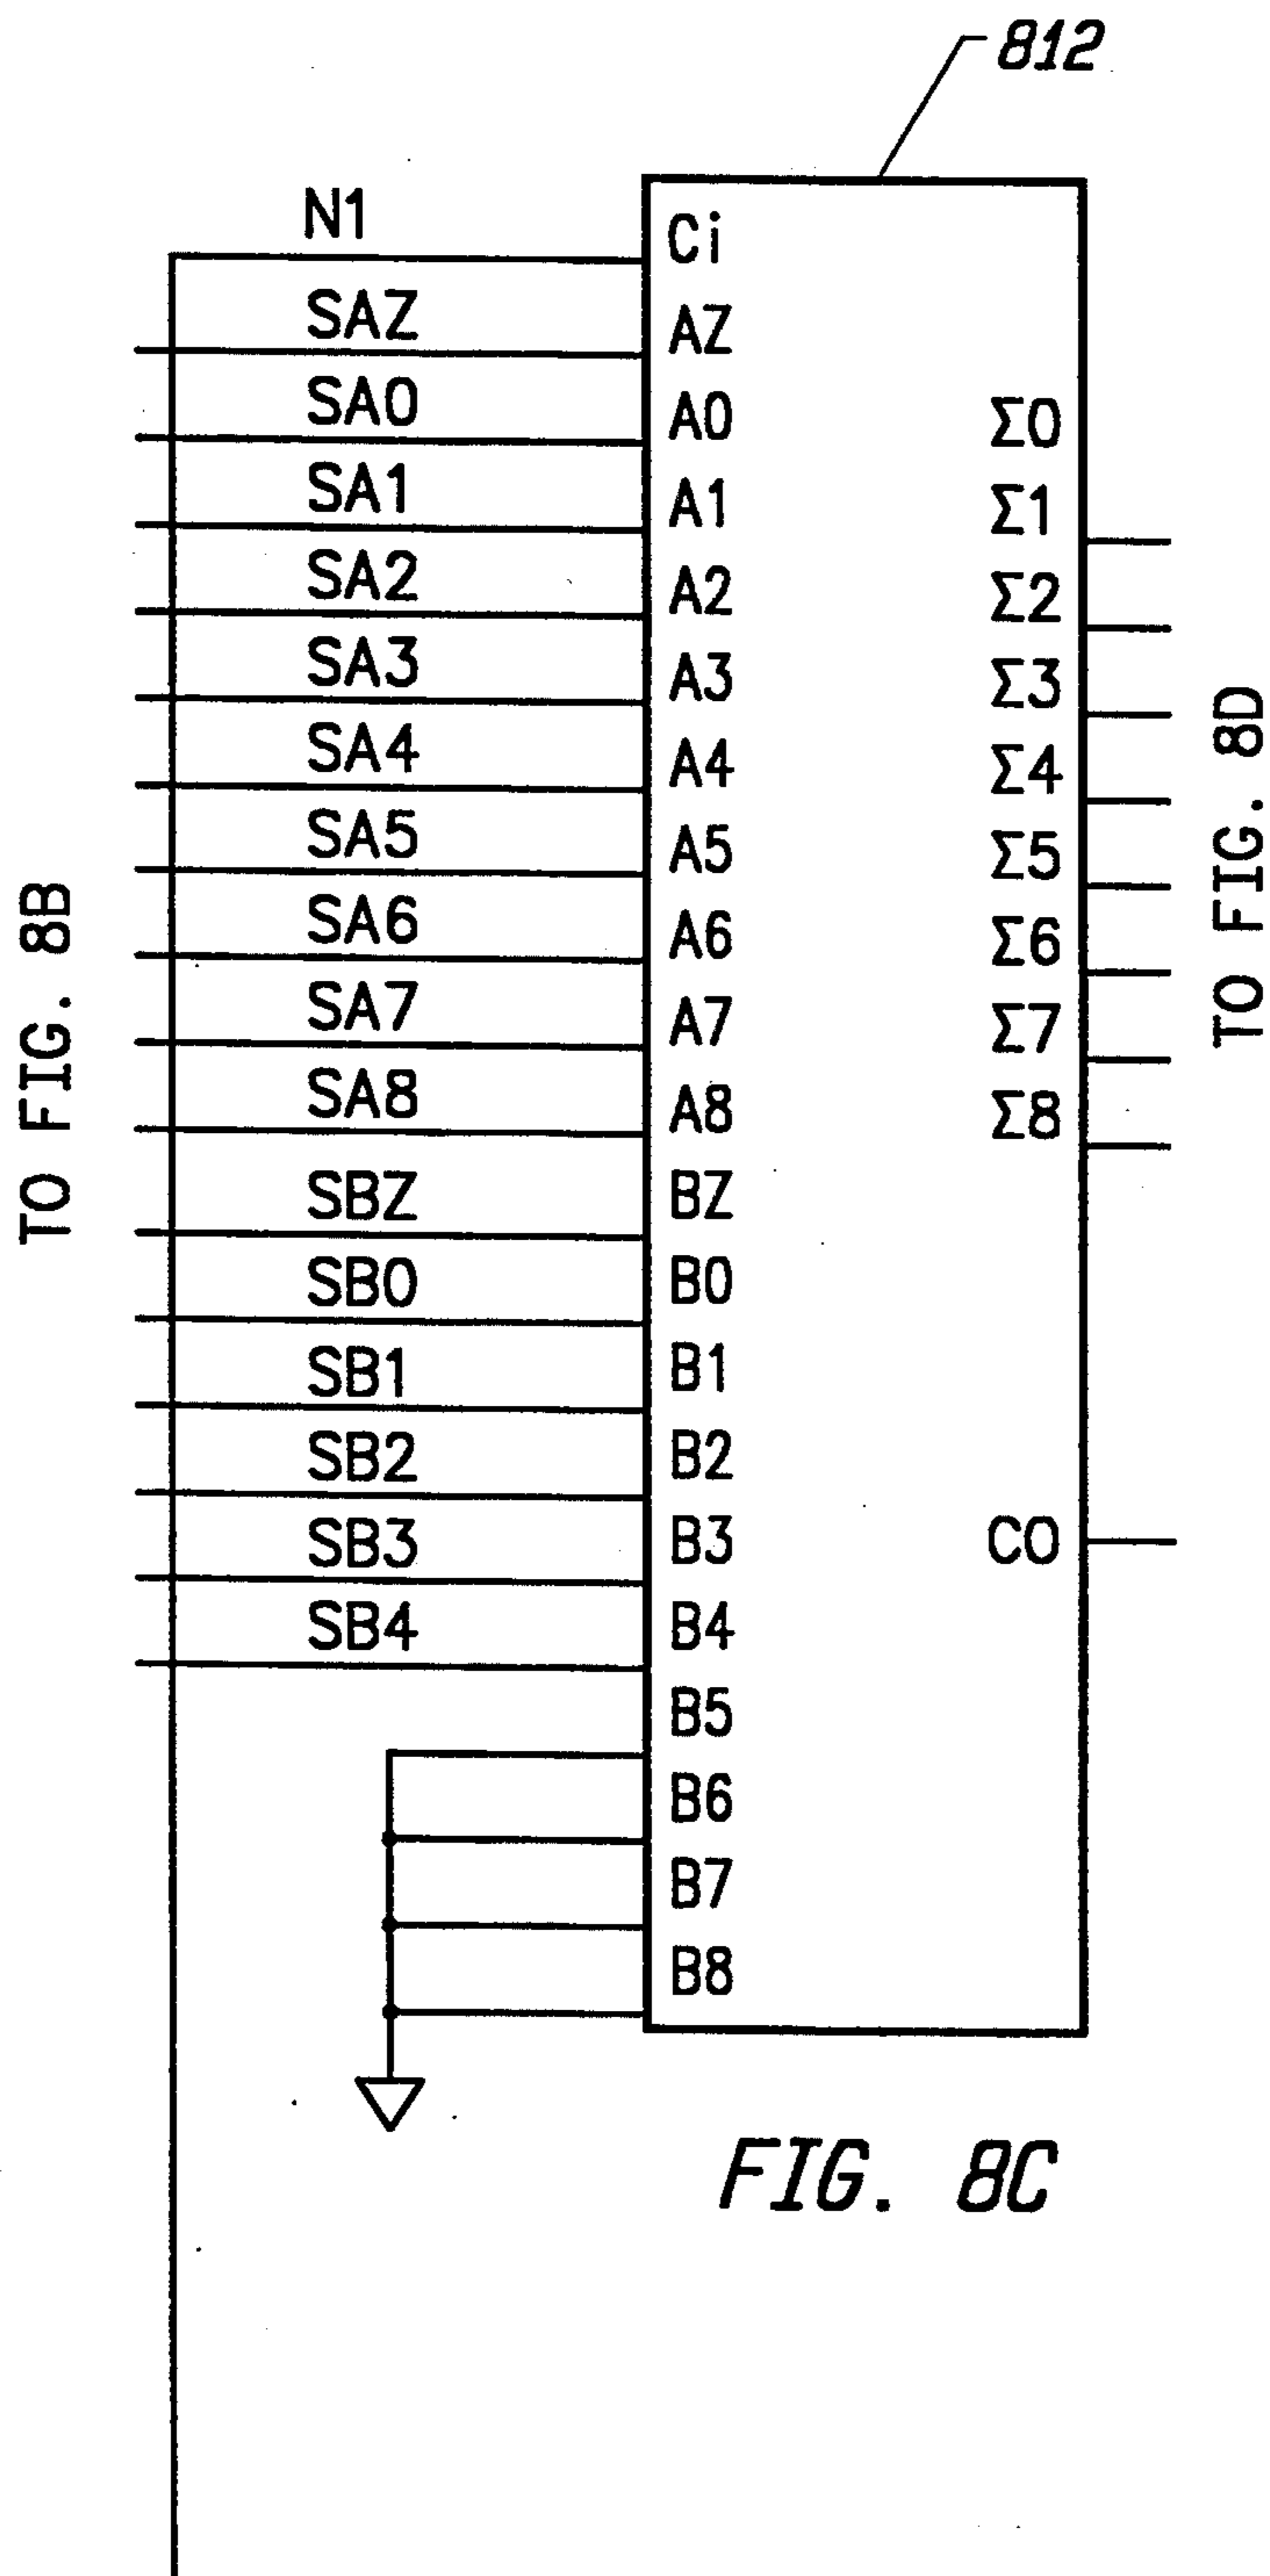 812
N1 Ci
SAZ AZ
SA0 A0 Σ0
SA1 A1 Σ1
SA2 A2 Σ2
SA3 A3 Σ3
SA4 A4 Σ4
SA5 A5 Σ5
SA6 A6 Σ6
SA7 A7 Σ7
SA8 A8 Σ8
SBZ BZ
SB0 B0
SB1 B1
SB2 B2
SB3 B3 CO
SB4 B4
B5
B6
B7
B8
TO FIG. 8B
TO FIG. 8D
FIG. 8C